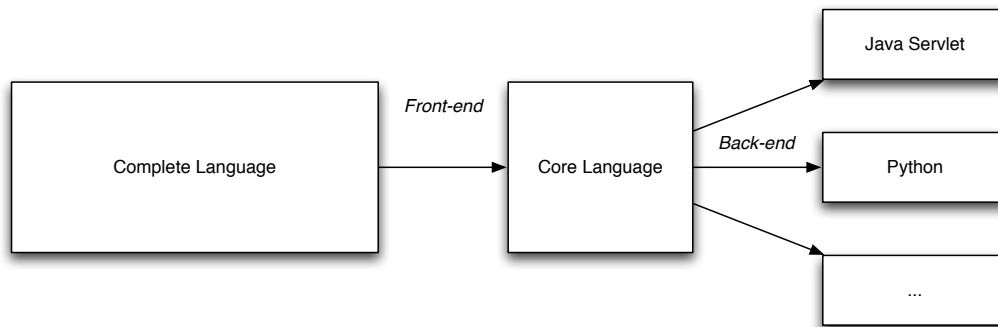 Complete Language
Front-end
Core Language
Back-end
Java Servlet
Python
...